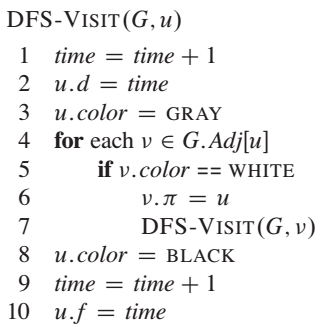 DFS-VISIT(G, u)
1 time = time + 1
2 u.d = time
3 u.color = GRAY
4 for each v ∈ G.Adj[u]
5 if v.color == WHITE
6 v.π = u
7 DFS-VISIT(G, v)
8 u.color = BLACK
9 time = time + 1
10 u.f = time